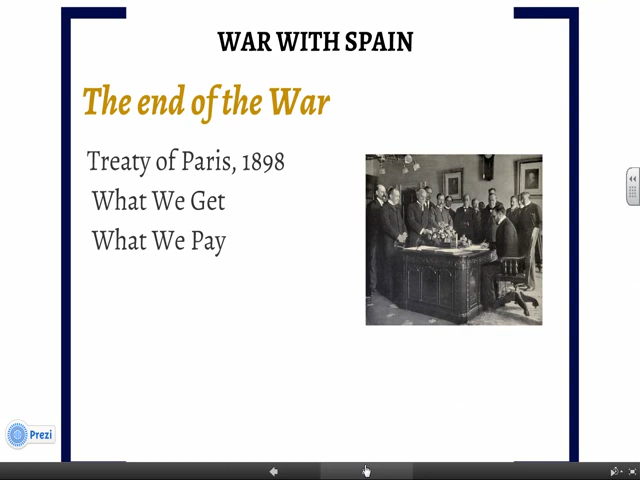 WAR WITH SPAIN
The end of the War
Treaty of Paris, 1898
What We Get
What We Pay
Prezi